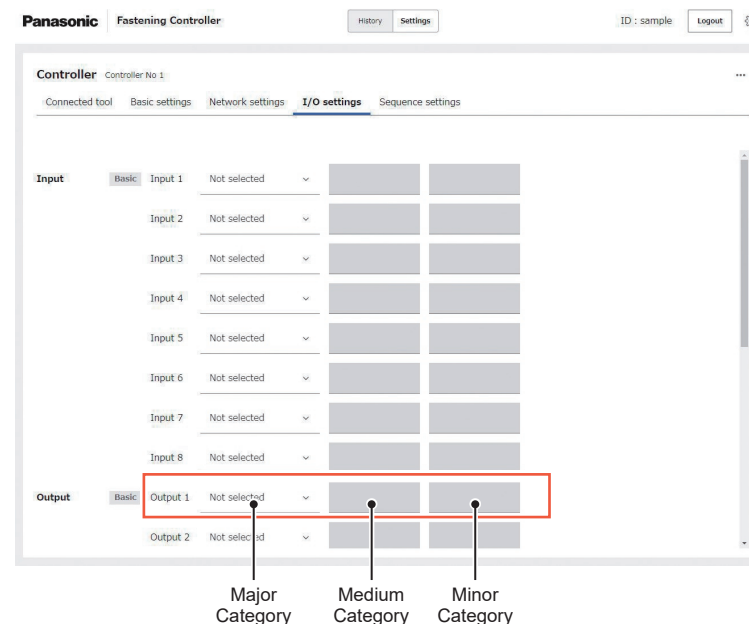 Panasonic Fastening Controller History Settings ID : sample Logout
Controller Controller No 1 ...
Connected tool Basic settings Network settings I/O settings Sequence settings
Input Basic Input 1 Not selected
Input 2 Not selected
Input 3 Not selected
Input 4 Not selected
Input 5 Not selected
Input 6 Not selected
Input 7 Not selected
Input 8 Not selected
Output Basic Output 1 Not selected
Output 2 Not selected
Major Category
Medium Category
Minor Category